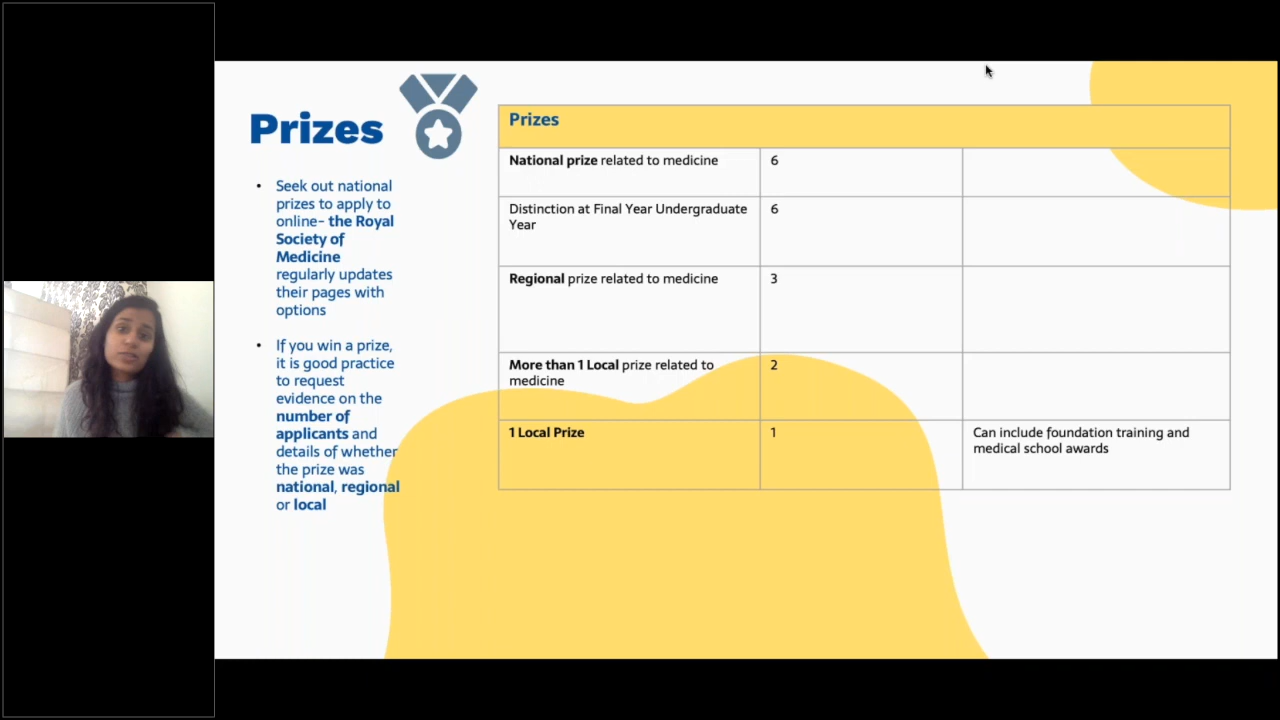 Prizes
• Seek out national
prizes to apply to
online- the Royal
Society of
Medicine
regularly updates
their pages with
options
• If you win a prize,
it is good practice
to request
evidence on the
number of
applicants and
details of whether
the prize was
national, regional
or local
Prizes
National prize related to medicine 6
Distinction at Final Year Undergraduate 6
Year
Regional prize related to medicine 3
More than 1 Local prize related to 2
medicine
1 Local Prize 1 Can include foundation training and
medical school awards